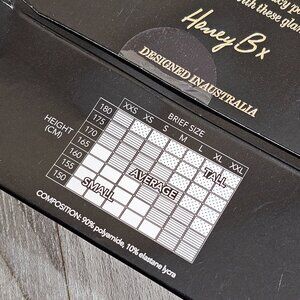 with these gla
Honey B x
DESIGNED IN AUSTRALIA
BRIEF SIZE
XXS XS S M L XL XXL
HEIGHT
(CM)
180
175
170
165
160
155
150
TALL
AVERAGE
SMALL
COMPOSITION: 90% polyamide, 10% elastane lycra